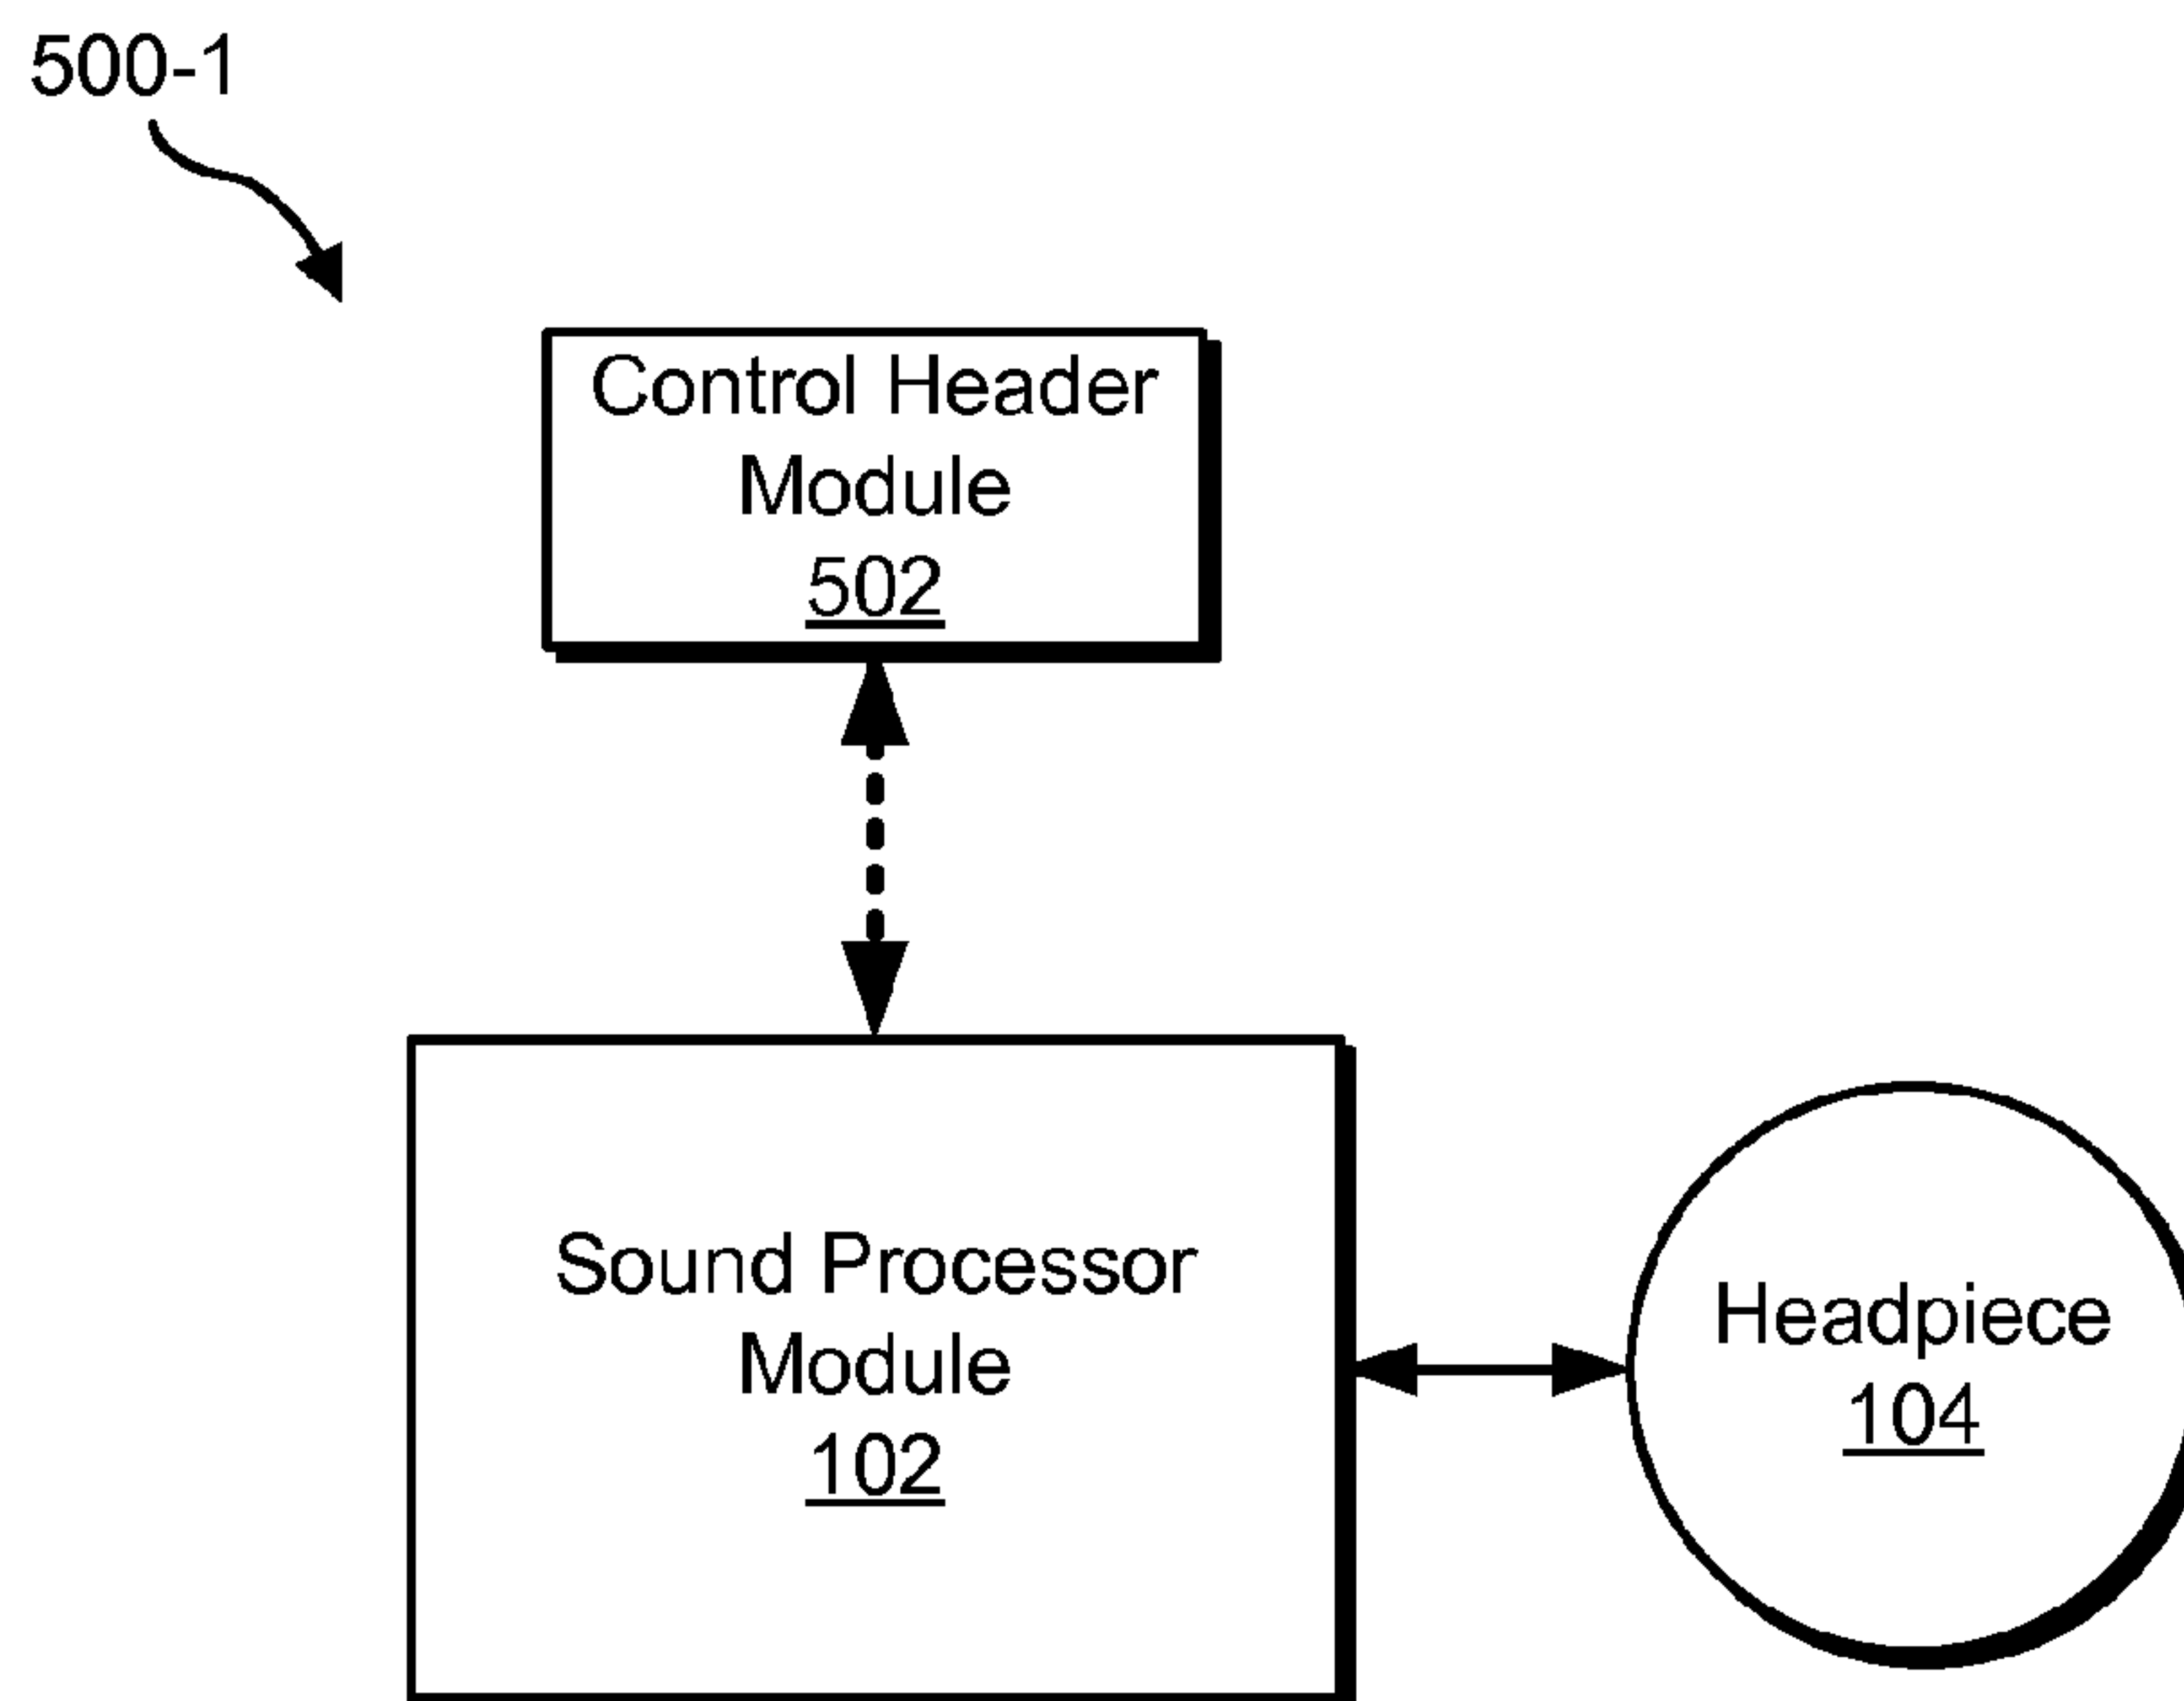 500-1
Control Header
Module
502
Sound Processor
Module
102
Headpiece
104